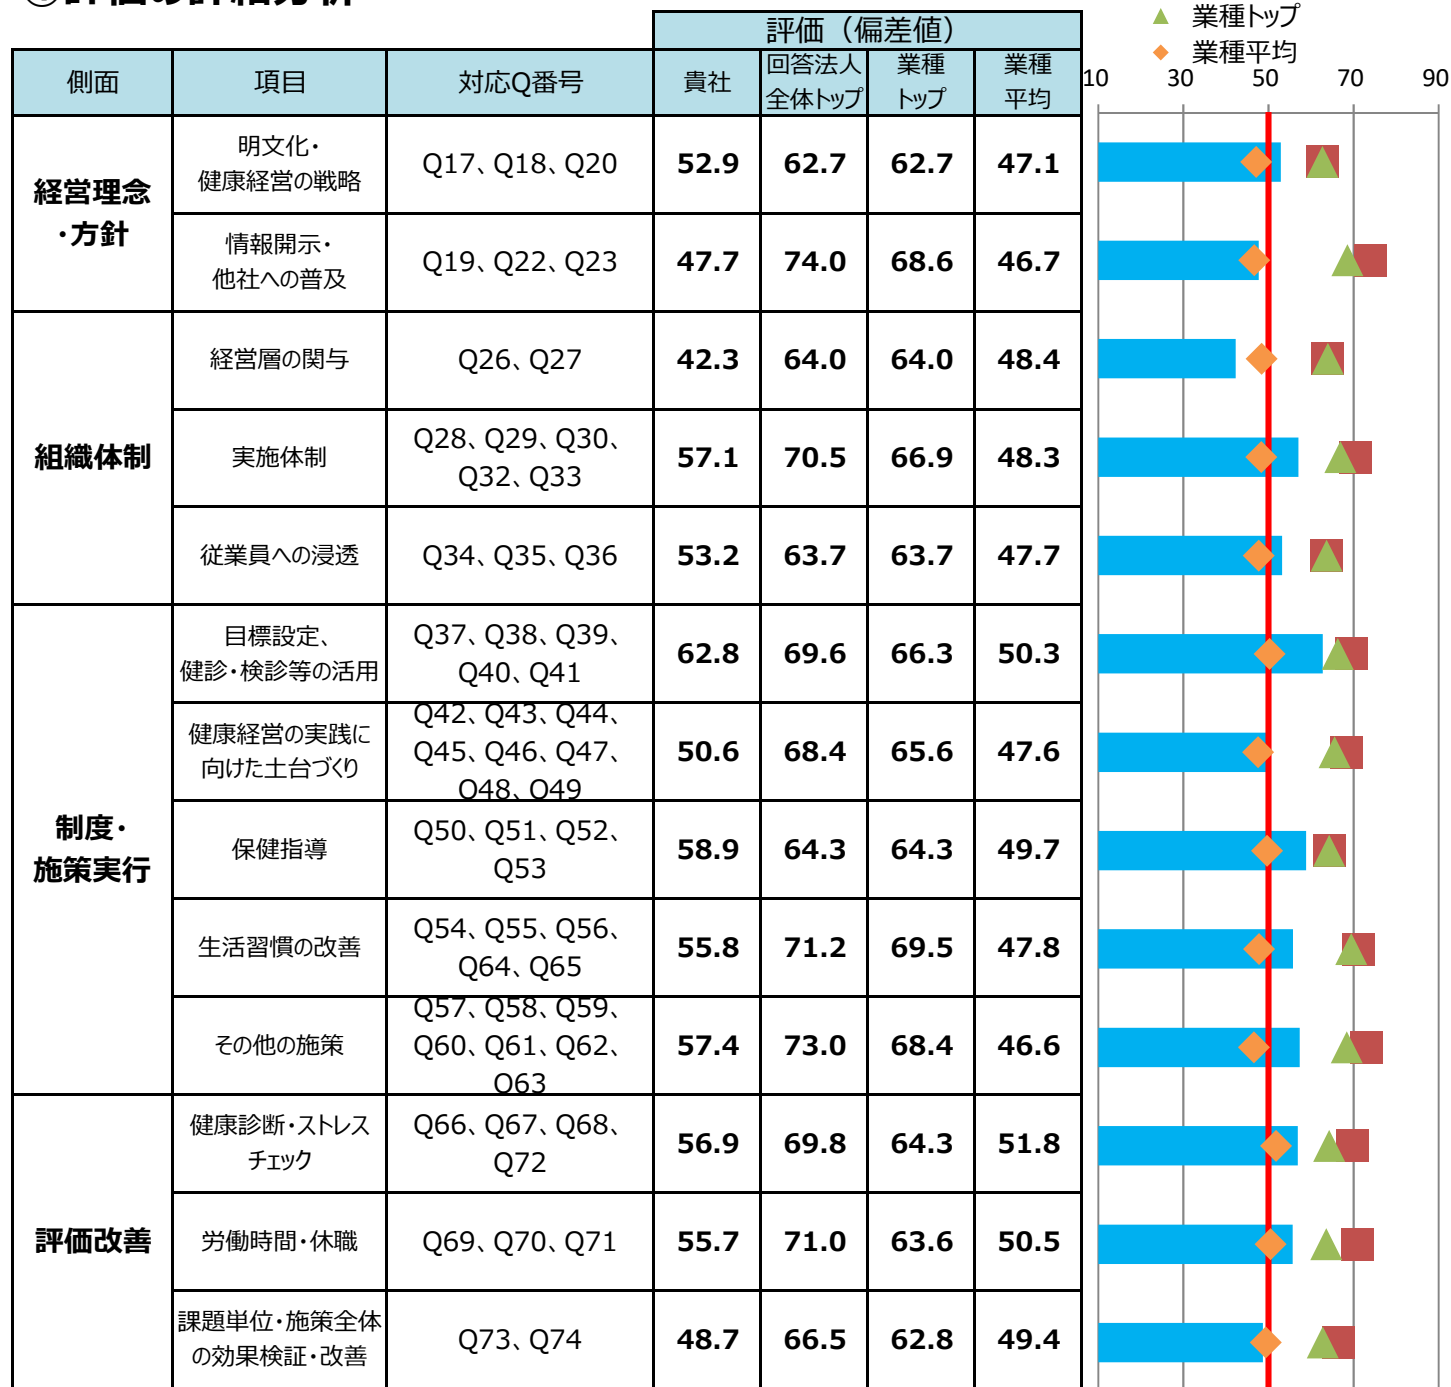 評価（偏差値）
▲ 業種トップ
◆ 業種平均
側面 項目 対応Q番号 貴社 回答法人全体トップ 業種トップ 業種平均
10 30 50 70 90
経営理念
・方針
明文化・
健康経営の戦略
Q17、Q18、Q20 52.9 62.7 62.7 47.1
情報開示・
他社への普及
Q19、Q22、Q23 47.7 74.0 68.6 46.7
組織体制
経営層の関与 Q26、Q27 42.3 64.0 64.0 48.4
実施体制
Q28、Q29、Q30、
Q32、Q33
57.1 70.5 66.9 48.3
従業員への浸透 Q34、Q35、Q36 53.2 63.7 63.7 47.7
制度・
施策実行
目標設定、
健診・検診等の活用
Q37、Q38、Q39、
Q40、Q41
62.8 69.6 66.3 50.3
健康経営の実践に
向けた土台づくり
Q42、Q43、Q44、
Q45、Q46、Q47、
Q48、Q49
50.6 68.4 65.6 47.6
保健指導
Q50、Q51、Q52、
Q53
58.9 64.3 64.3 49.7
生活習慣の改善
Q54、Q55、Q56、
Q64、Q65
55.8 71.2 69.5 47.8
その他の施策
Q57、Q58、Q59、
Q60、Q61、Q62、
Q63
57.4 73.0 68.4 46.6
評価改善
健康診断・ストレス
チェック
Q66、Q67、Q68、
Q72
56.9 69.8 64.3 51.8
労働時間・休職 Q69、Q70、Q71 55.7 71.0 63.6 50.5
課題単位・施策全体
の効果検証・改善
Q73、Q74 48.7 66.5 62.8 49.4